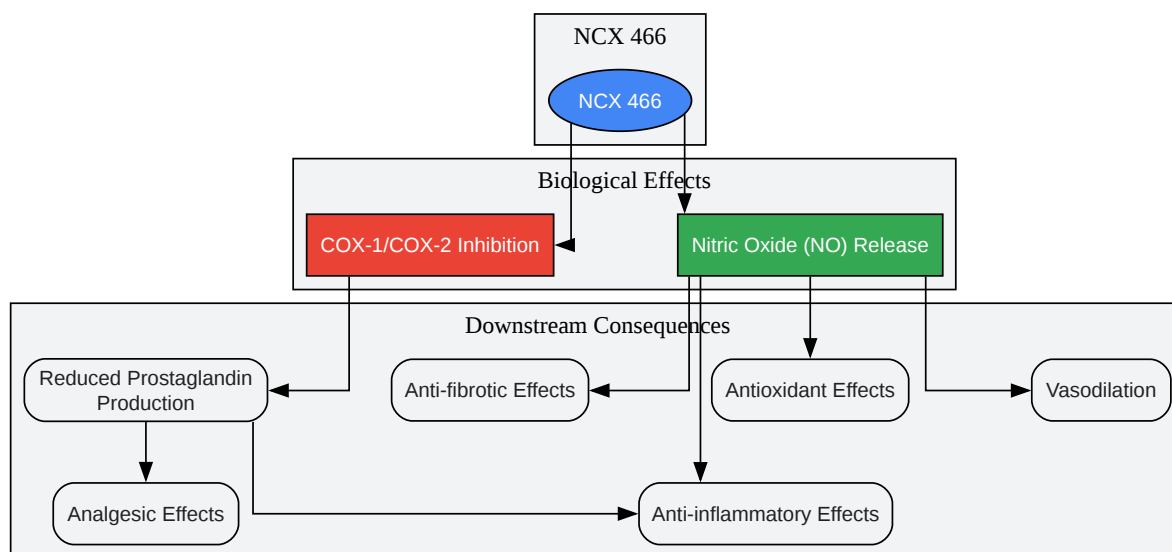 NCX 466
NCX 466
Biological Effects
COX-1/COX-2 Inhibition
Nitric Oxide (NO) Release
Downstream Consequences
Reduced Prostaglandin
Production
Anti-fibrotic Effects
Antioxidant Effects
Vasodilation
Analgesic Effects
Anti-inflammatory Effects